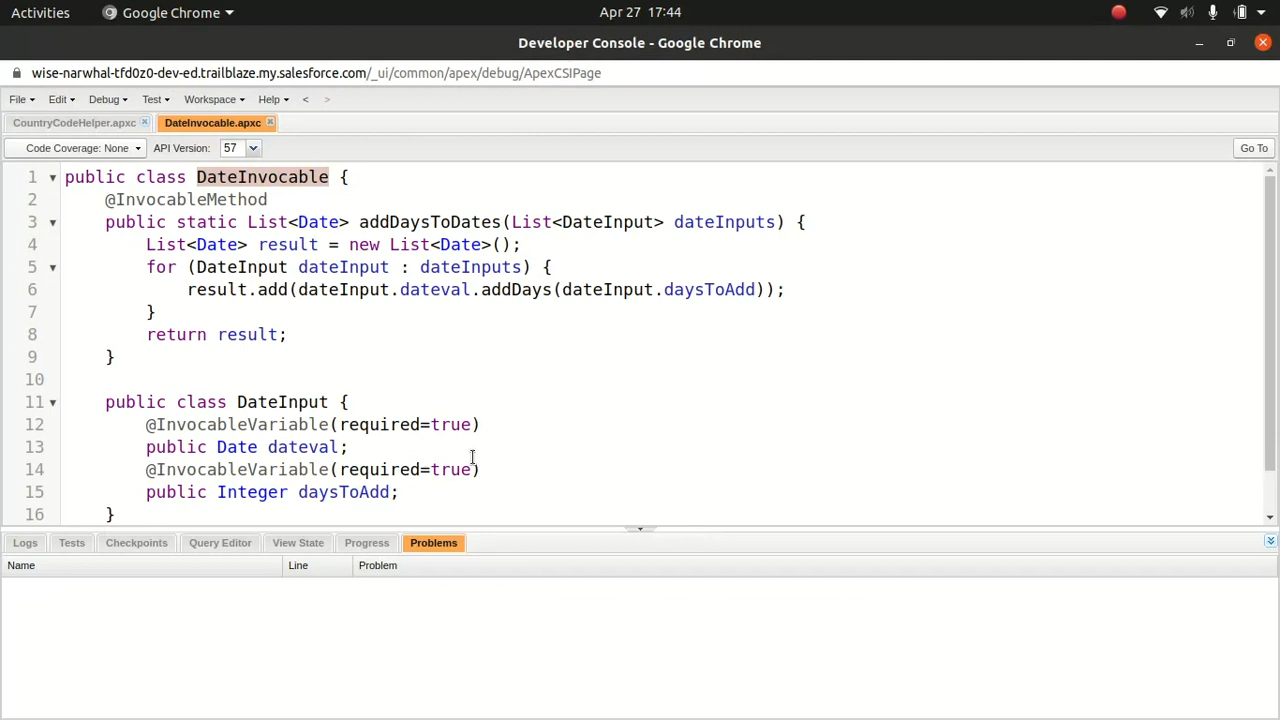 Activities Google Chrome Apr 27 17:44
Developer Console - Google Chrome
wise-narwhal-tfd0z0-dev-ed.trailblaze.my.salesforce.com/_ui/common/apex/debug/ApexCSIPage
File Edit Debug Test Workspace Help < >
CountryCodeHelper.apxc DateInvocable.apxc
Code Coverage: None API Version: 57 Go To
1 public class DateInvocable {
2 @InvocableMethod
3 public static List<Date> addDaysToDates(List<DateInput> dateInputs) {
4 List<Date> result = new List<Date>();
5 for (DateInput dateInput : dateInputs) {
6 result.add(dateInput.dateval.addDays(dateInput.daysToAdd));
7 }
8 return result;
9 }
10
11 public class DateInput {
12 @InvocableVariable(required=true)
13 public Date dateval;
14 @InvocableVariable(required=true)
15 public Integer daysToAdd;
16 }
Logs Tests Checkpoints Query Editor View State Progress Problems
Name Line Problem